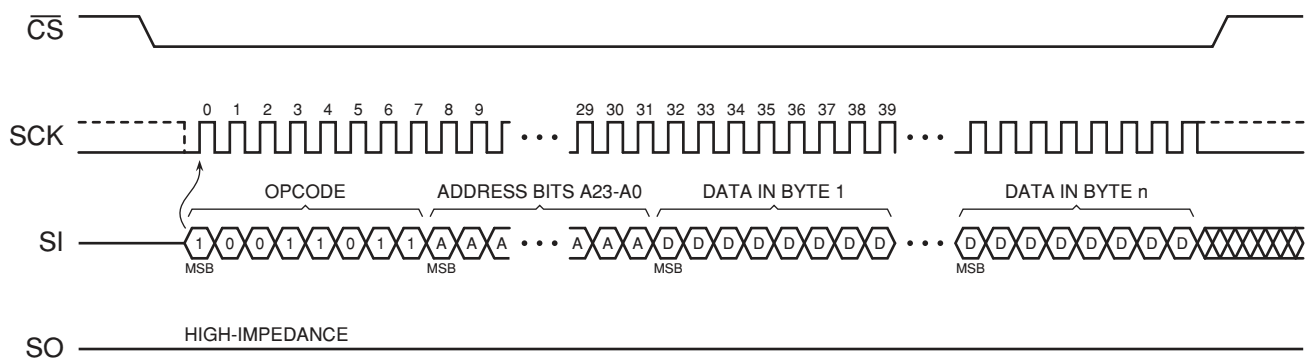 CS
SCK 0 1 2 3 4 5 6 7 8 9 • • • 29 30 31 32 33 34 35 36 37 38 39 • • •
OPCODE ADDRESS BITS A23-A0 DATA IN BYTE 1 DATA IN BYTE n
SI 1 0 0 1 1 0 1 1 A A A • • • A A A D D D D D D D D • • • D D D D D D D D
MSB MSB MSB MSB
HIGH-IMPEDANCE
SO